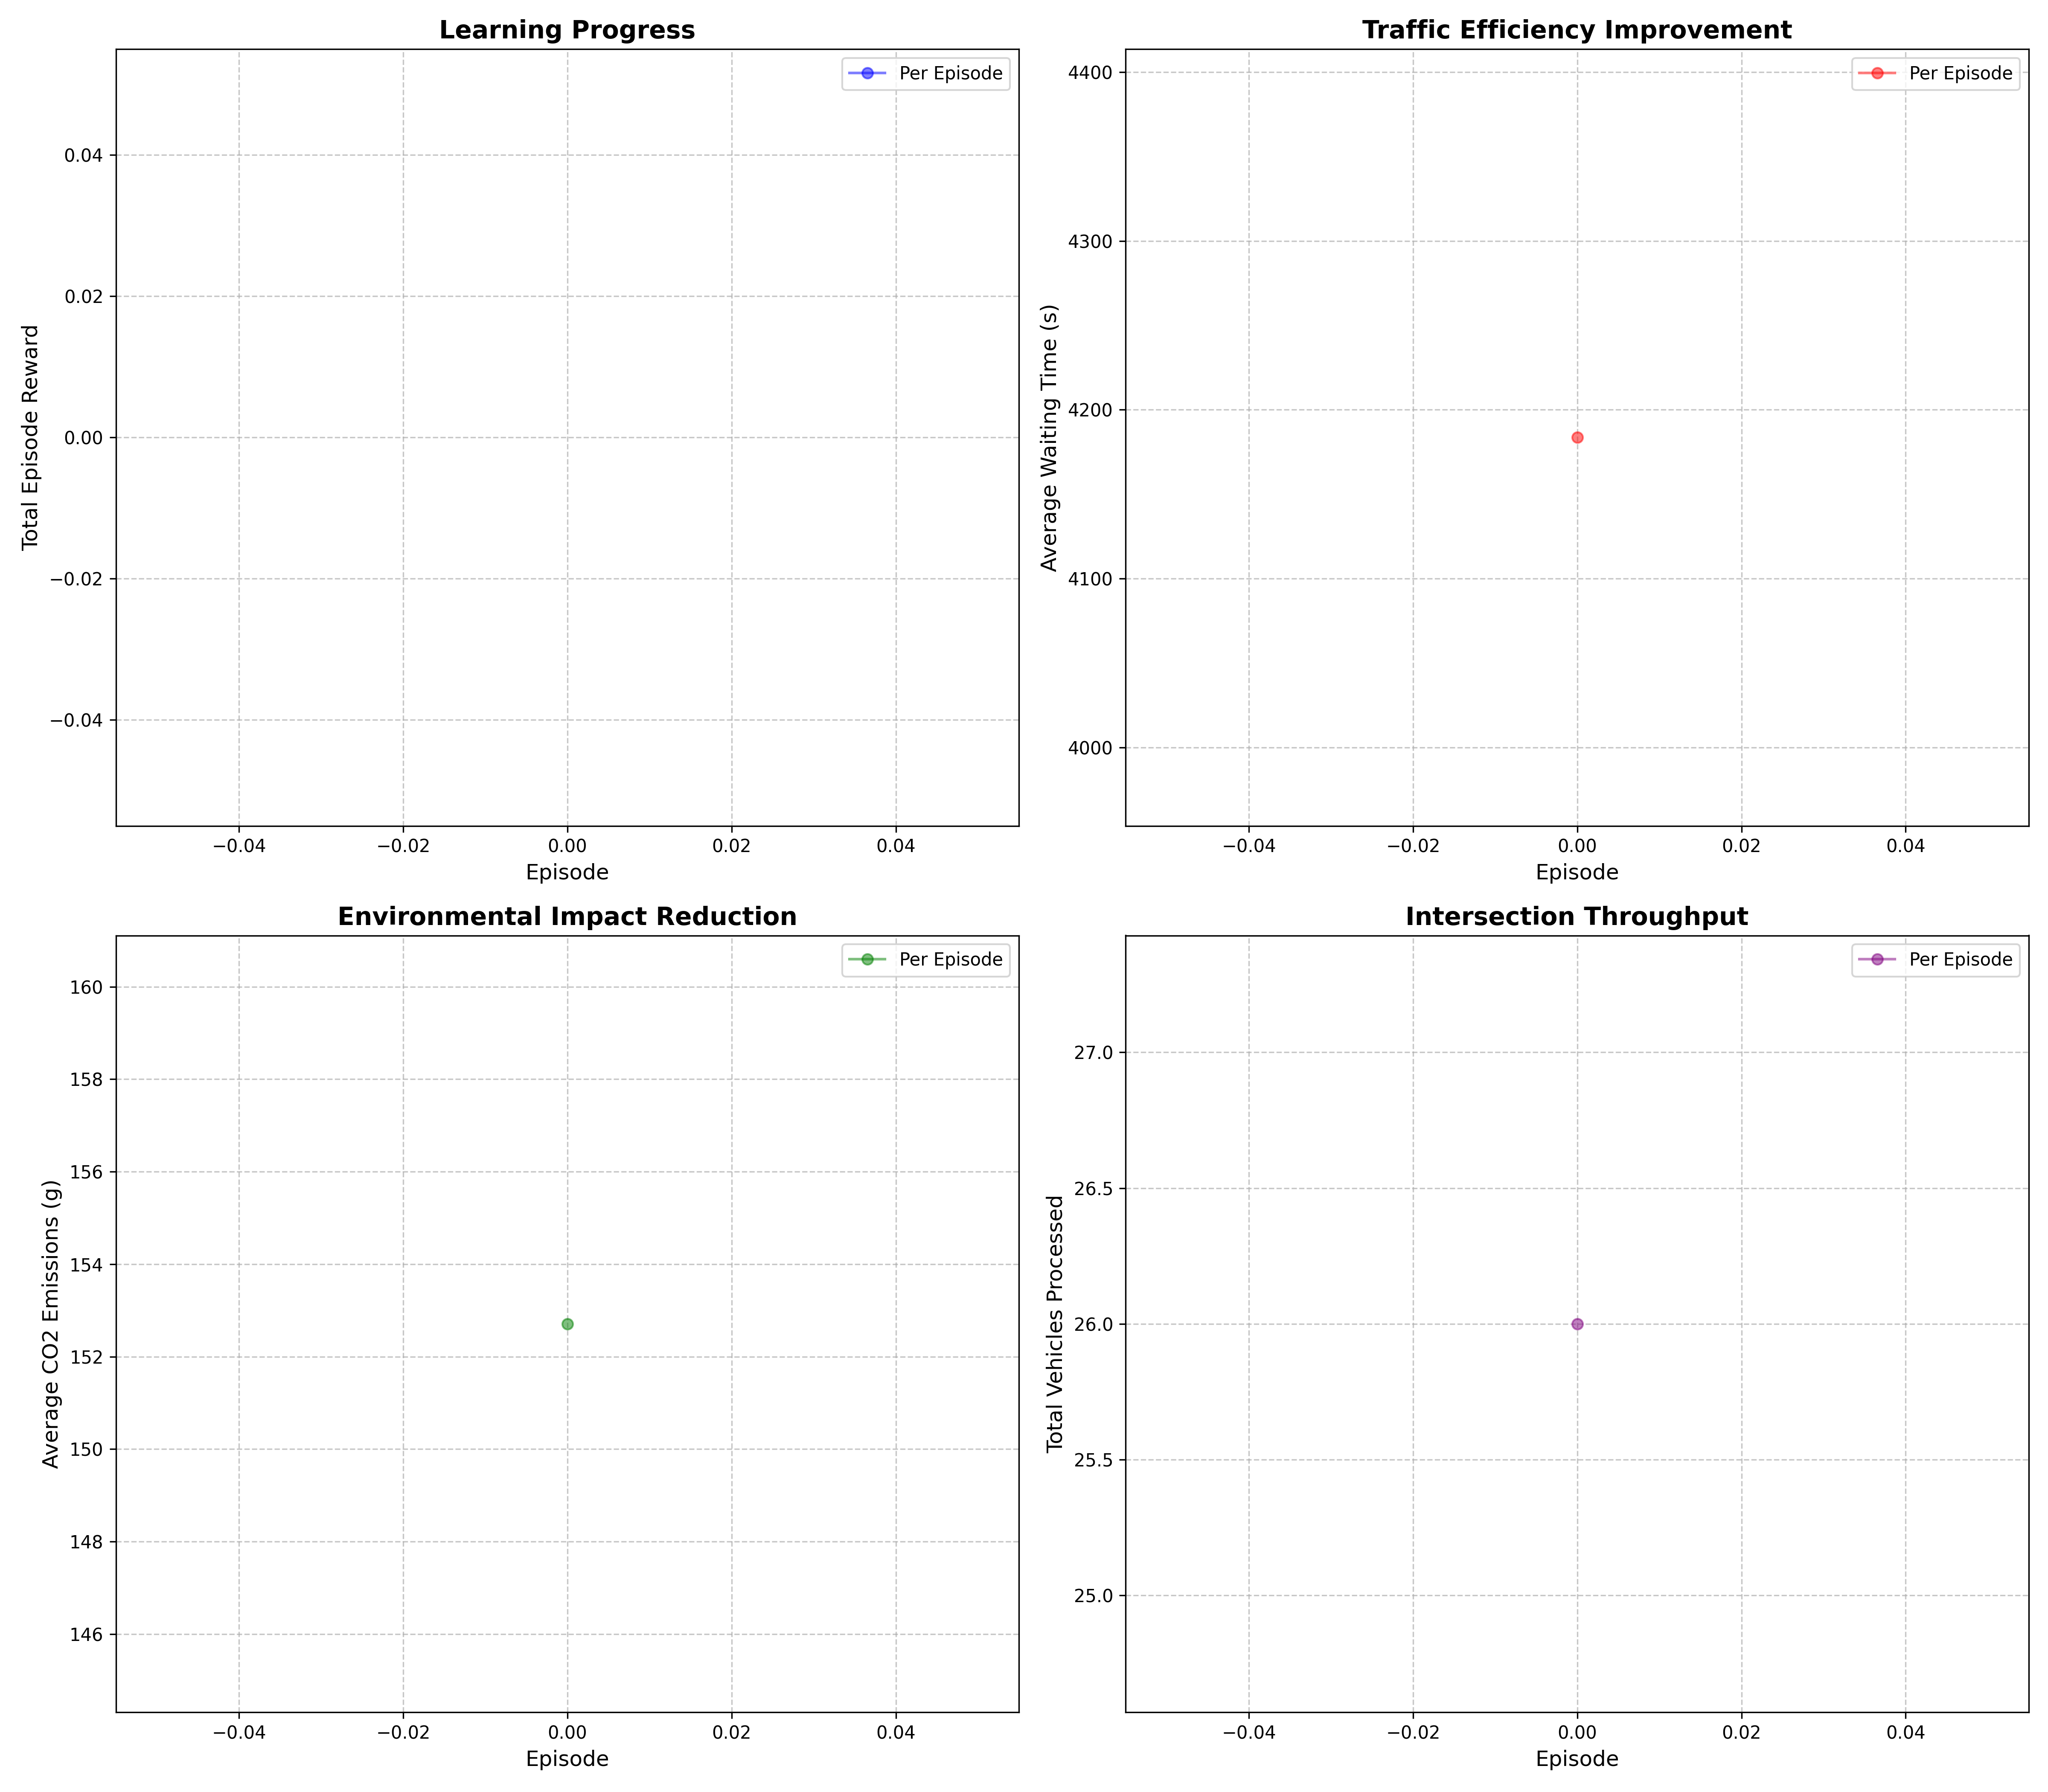 Learning Progress
Per Episode
0.04
0.02
0.00
−0.02
−0.04
Total Episode Reward
−0.04 −0.02 0.00 0.02 0.04
Episode
Traffic Efficiency Improvement
Per Episode
4400
4300
4200
4100
4000
Average Waiting Time (s)
−0.04 −0.02 0.00 0.02 0.04
Episode
Environmental Impact Reduction
Per Episode
160
158
156
154
152
150
148
146
Average CO2 Emissions (g)
−0.04 −0.02 0.00 0.02 0.04
Episode
Intersection Throughput
Per Episode
27.0
26.5
26.0
25.5
25.0
Total Vehicles Processed
−0.04 −0.02 0.00 0.02 0.04
Episode